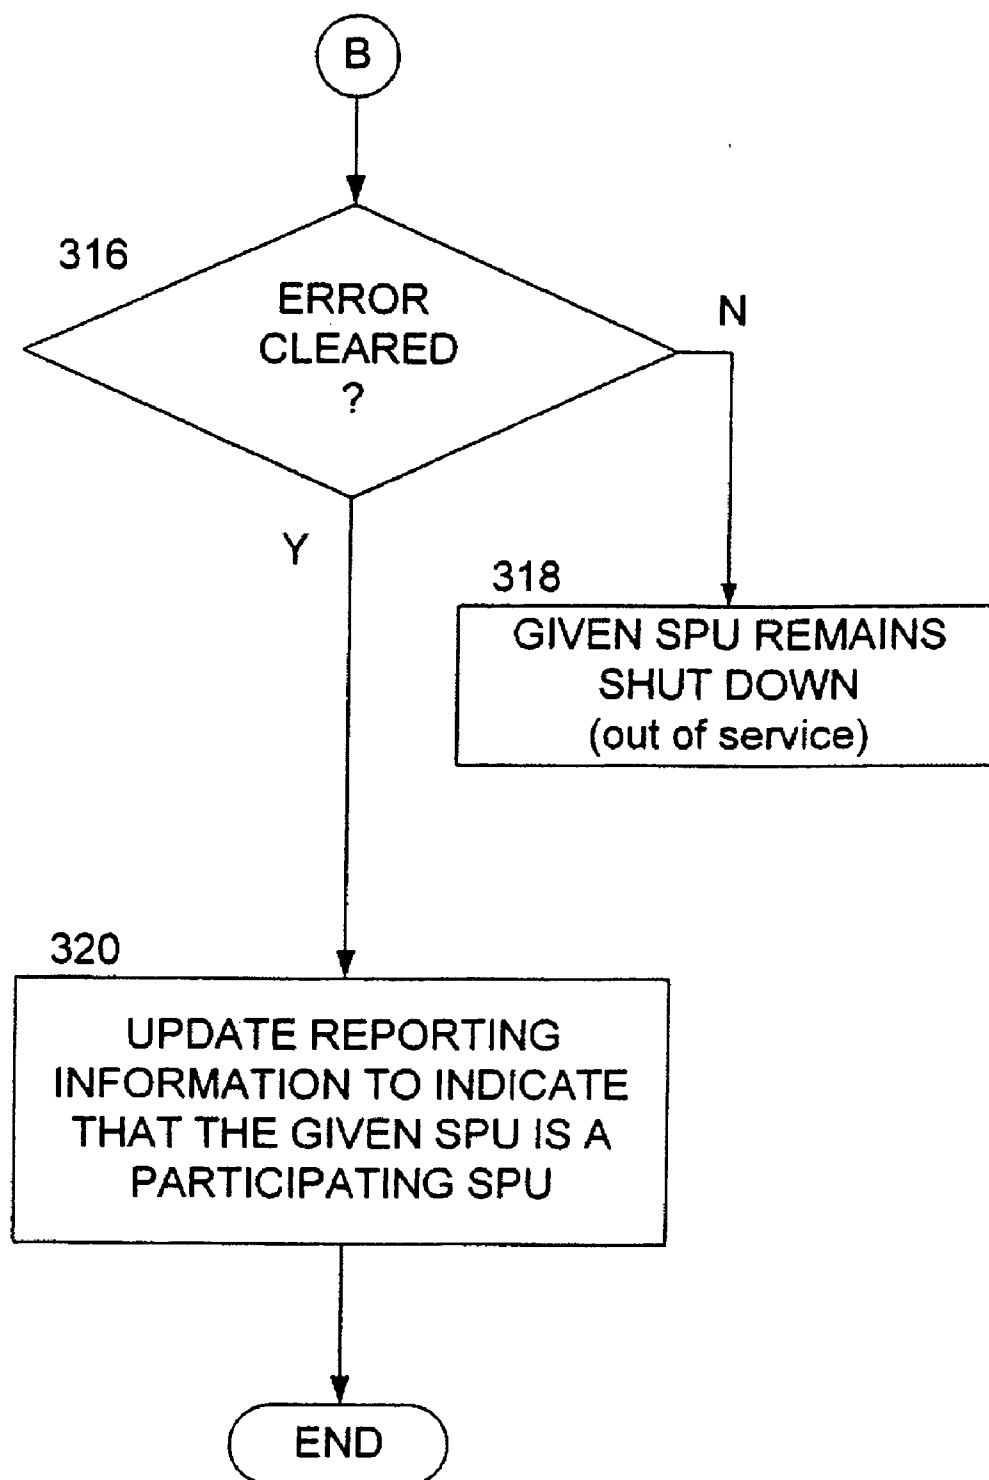 B
316
ERROR
CLEARED
?
N
Y
318
GIVEN SPU REMAINS
SHUT DOWN
(out of service)
320
UPDATE REPORTING
INFORMATION TO INDICATE
THAT THE GIVEN SPU IS A
PARTICIPATING SPU
END